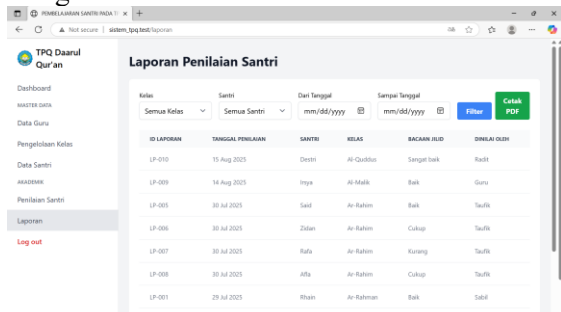 PEMBELAJARAN SANTRI PADA T
Not secure | sistem_tpq.test/laporan
TPQ Daarul
Qur'an
Dashboard
MASTER DATA
Data Guru
Pengelolaan Kelas
Data Santri
AKADEMIK
Penilaian Santri
Laporan
Log out
Laporan Penilaian Santri
Kelas Santri Dari Tanggal Sampai Tanggal
Semua Kelas Semua Santri mm/dd/yyyy mm/dd/yyyy Filter Cetak PDF
ID LAPORAN TANGGAL PENILAIAN SANTRI KELAS BACAAN JILID DINILAI OLEH
LP-010 15 Aug 2025 Destri Al-Quddus Sangat baik Radit
LP-009 14 Aug 2025 Insya Al-Malik Baik Guru
LP-005 30 Jul 2025 Said Ar-Rahim Baik Taufik
LP-006 30 Jul 2025 Zidan Ar-Rahim Cukup Taufik
LP-007 30 Jul 2025 Rafa Ar-Rahim Kurang Taufik
LP-008 30 Jul 2025 Alfa Ar-Rahim Cukup Taufik
LP-001 29 Jul 2025 Rhain Ar-Rahman Baik Sabil